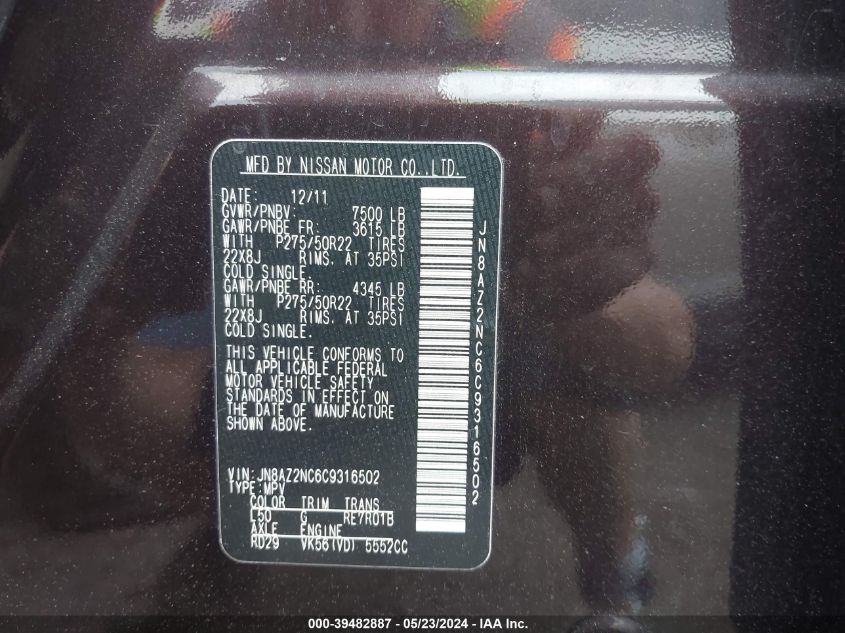 MFD BY NISSAN MOTOR CO.,LTD.
DATE: 12/11
GVWR/PNBV: 7500 LB
GAWR/PNBE FR: 3615 LB
WITH P275/50R22 TIRES
22X8J RIMS. AT 35PSI
COLD SINGLE.
GAWR/PNBE RR: 4345 LB
WITH P275/50R22 TIRES
22X8J RIMS. AT 35PSI
COLD SINGLE.
THIS VEHICLE CONFORMS TO
ALL APPLICABLE FEDERAL
MOTOR VEHICLE SAFETY
STANDARDS IN EFFECT ON
THE DATE OF MANUFACTURE
SHOWN ABOVE.
VIN:JN8AZ2NC6C9316502
TYPE:MPV
COLOR TRIM TRANS
L50 G RE7R01B
AXLE ENGINE
RD29 VK56(VD) 5552CC
JN8AZ2NC6C9316502
000-39482887 - 05/23/2024 - IAA Inc.